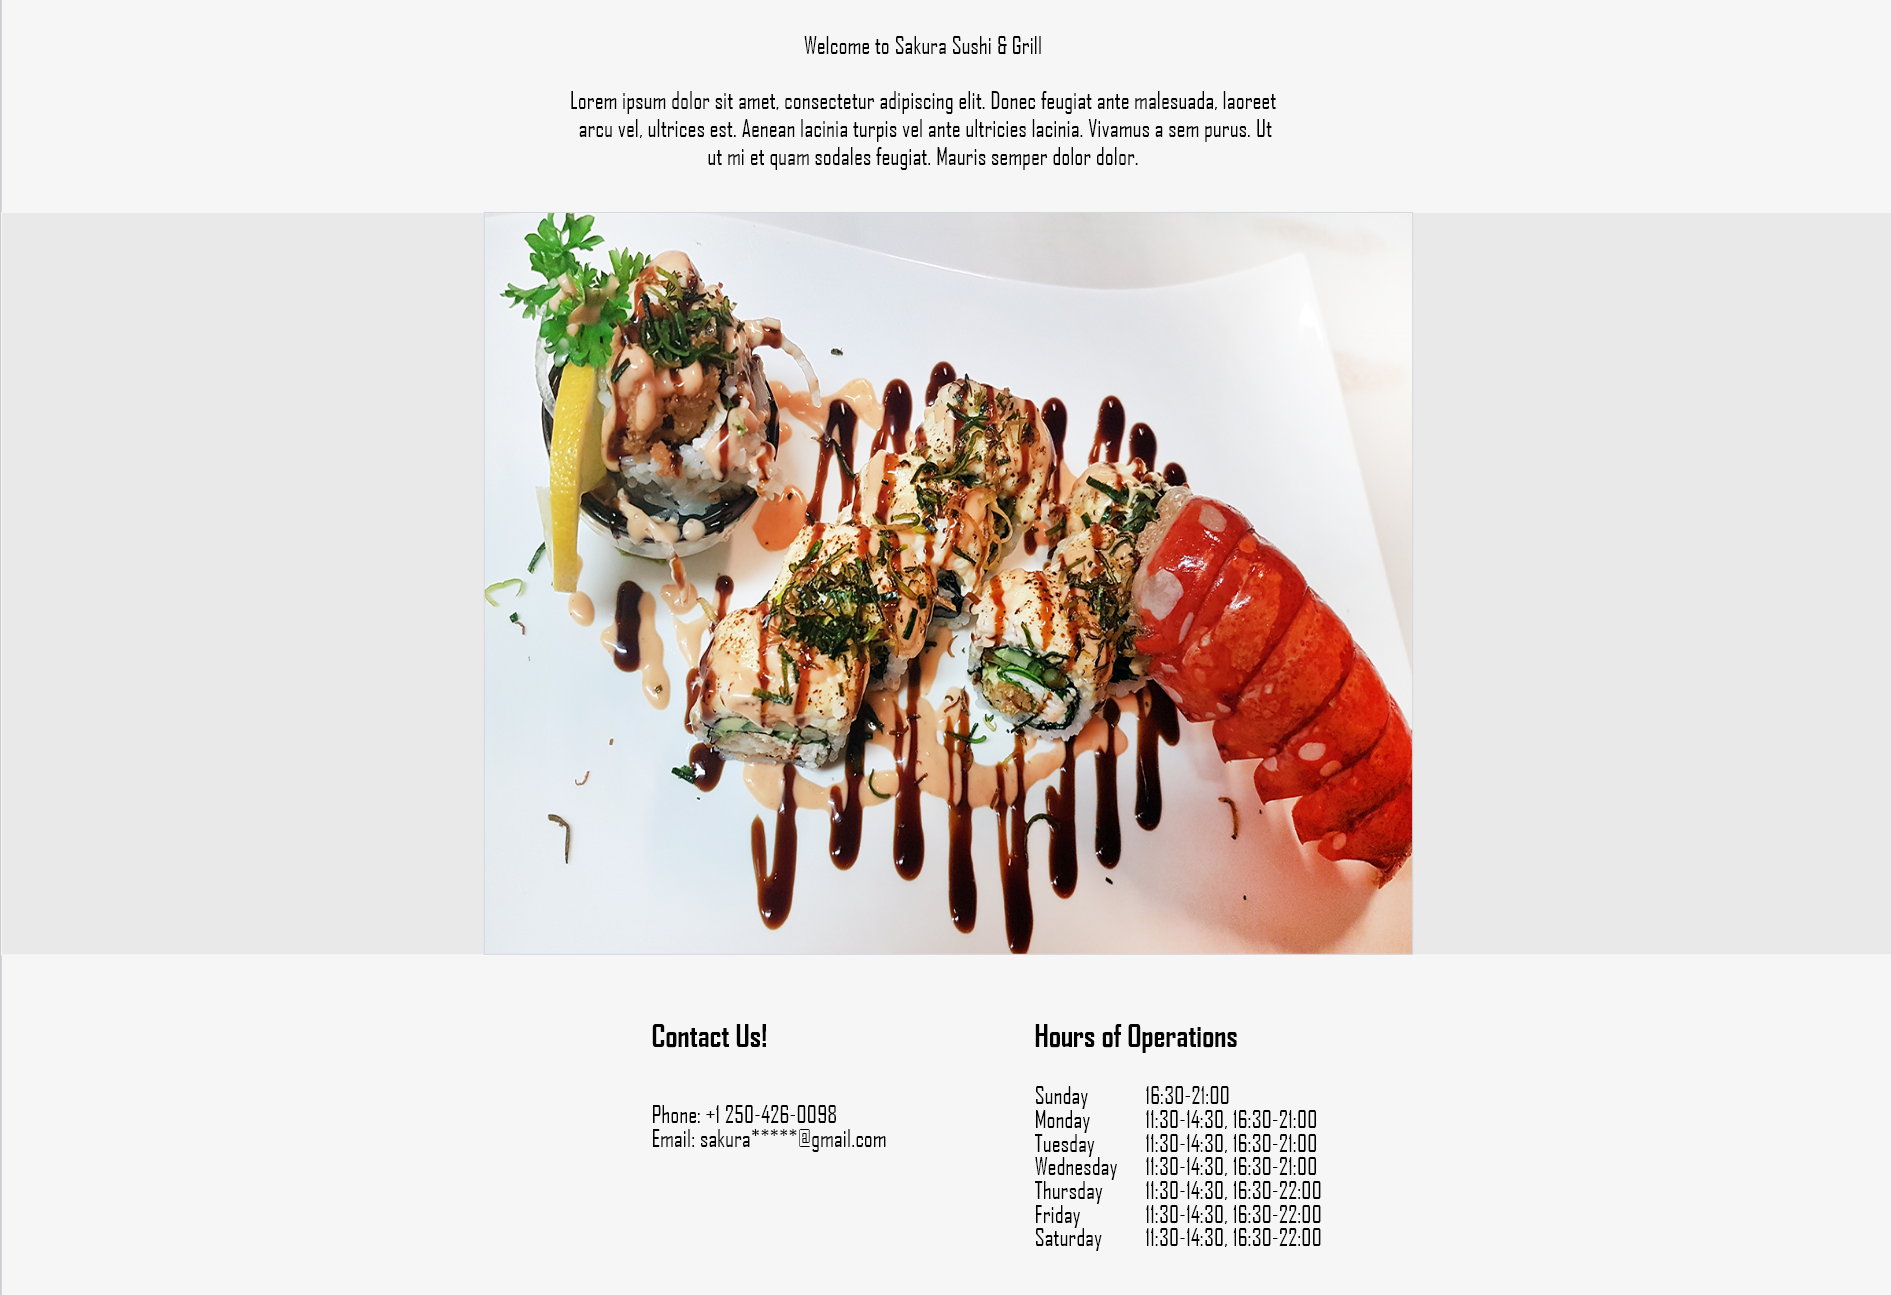 Welcome to Sakura Sushi & Grill
Lorem ipsum dolor sit amet, consectetur adipiscing elit. Donec feugiat ante malesuada, laoreet
arcu vel, ultrices est. Aenean lacinia turpis vel ante ultricies lacinia. Vivamus a sem purus. Ut
ut mi et quam sodales feugiat. Mauris semper dolor dolor.
Contact Us!
Phone: +1 250-426-0098
Email: sakura*****@gmail.com
Hours of Operations
Sunday 16:30-21:00
Monday 11:30-14:30, 16:30-21:00
Tuesday 11:30-14:30, 16:30-21:00
Wednesday 11:30-14:30, 16:30-21:00
Thursday 11:30-14:30, 16:30-22:00
Friday 11:30-14:30, 16:30-22:00
Saturday 11:30-14:30, 16:30-22:00